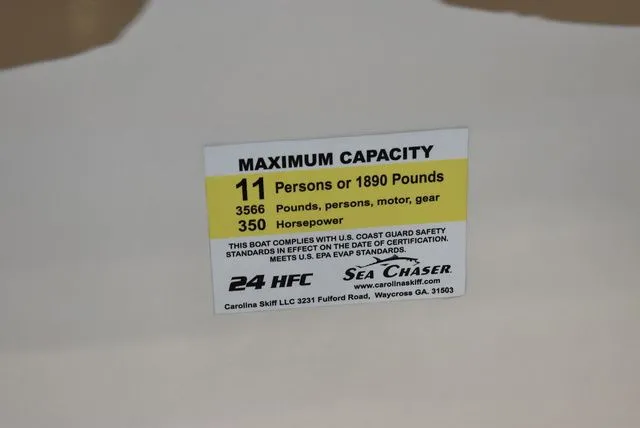 MAXIMUM CAPACITY
11 Persons or 1890 Pounds
3566 Pounds, persons, motor, gear
350 Horsepower
THIS BOAT COMPLIES WITH U.S. COAST GUARD SAFETY
STANDARDS IN EFFECT ON THE DATE OF CERTIFICATION.
MEETS U.S. EPA EVAP STANDARDS.
24 HFC SEA CHASER
www.carolinaskiff.com
Carolina Skiff LLC 3231 Fulford Road, Waycross GA. 31503